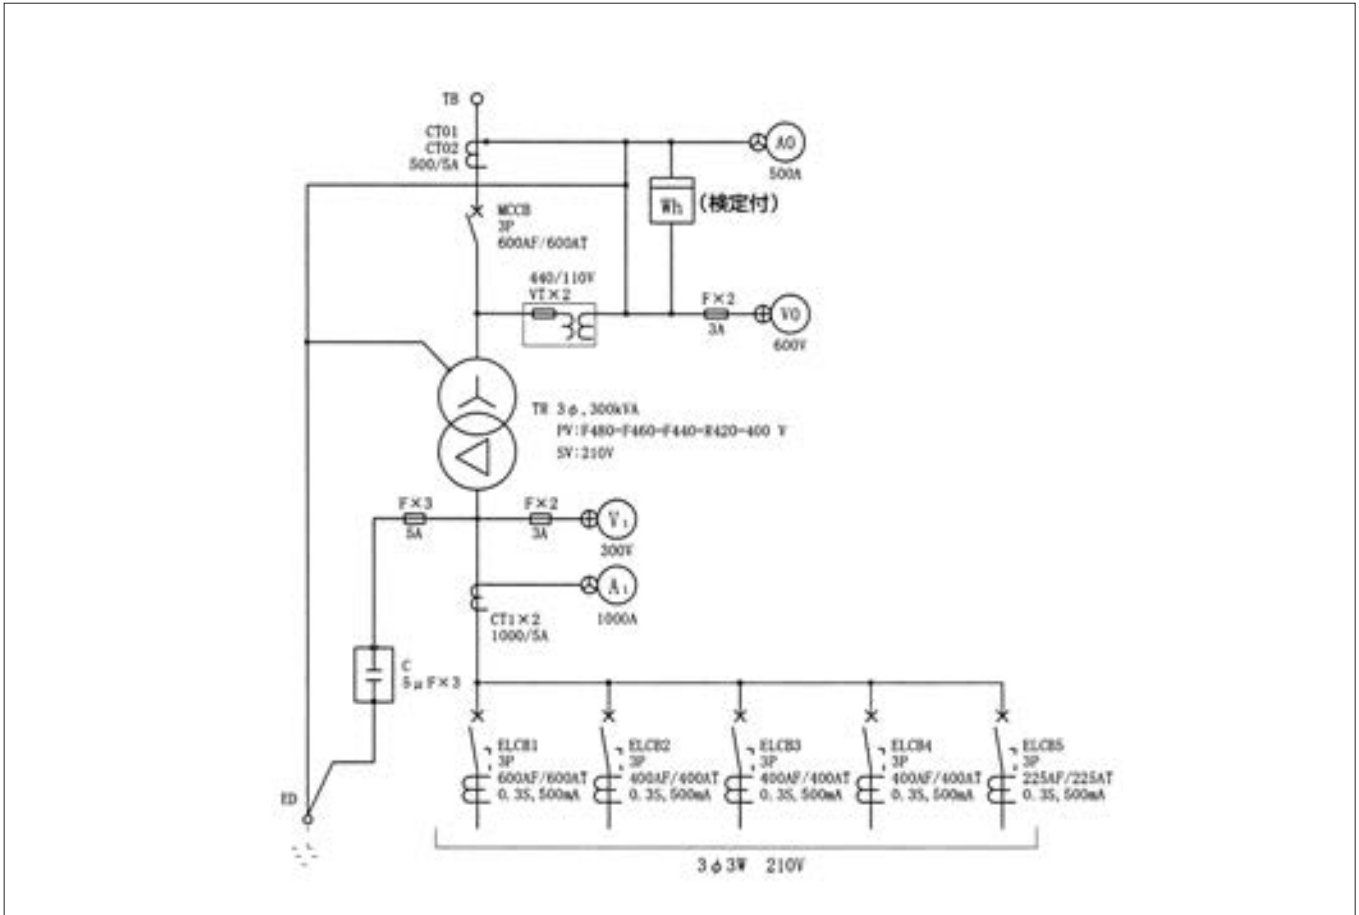 TB
CT01
CT02
500/5A
A0
500A
Wh
(検定付)
MCCB
3P
600AF/600AT
440/110V
VT×2
F×2
3A
V0
600V
TR 3φ,300kVA
PV:F480-F460-F440-R420-400 V
SV:210V
F×3
5A
F×2
3A
V₁
300V
A₁
1000A
CT1×2
1000/5A
C
5μF×3
ELCB1
3P
600AF/600AT
0.3S,500mA
ELCB2
3P
400AF/400AT
0.3S,500mA
ELCB3
3P
400AF/400AT
0.3S,500mA
ELCB4
3P
400AF/400AT
0.3S,500mA
ELCB5
3P
225AF/225AT
0.3S,500mA
ED
3φ3W 210V